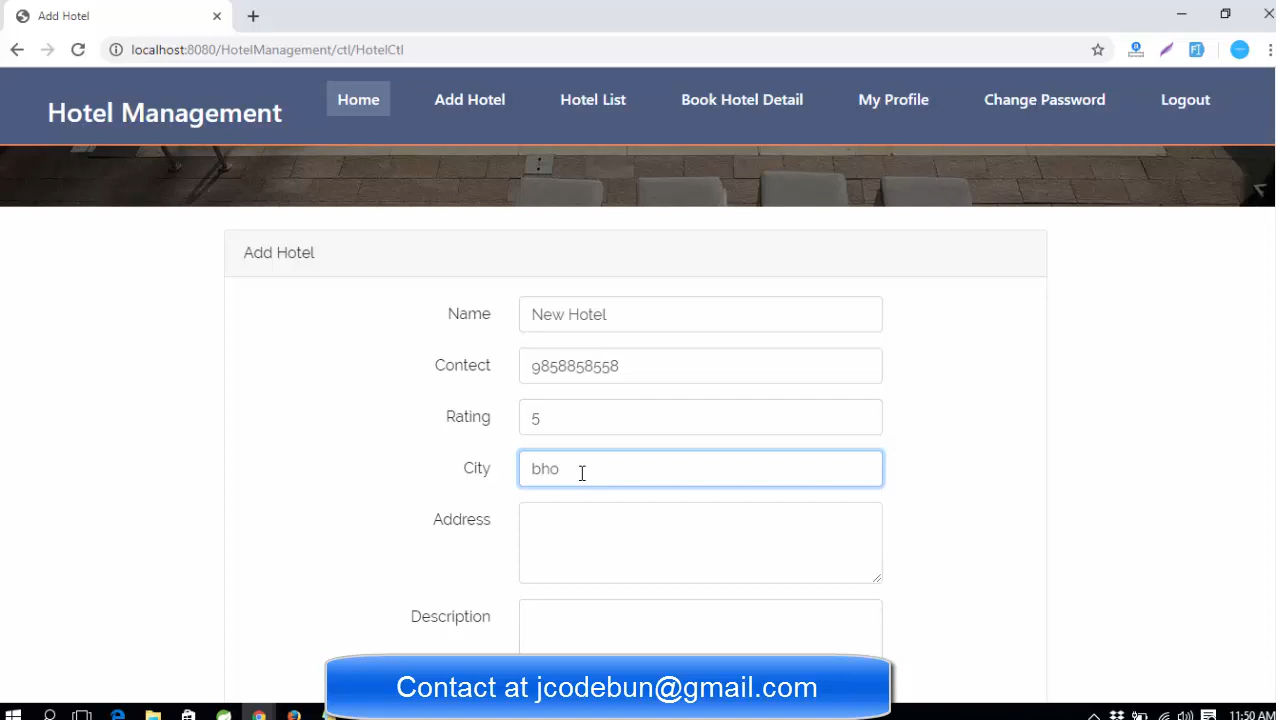 Add Hotel
localhost:8080/HotelManagement/ctl/HotelCtl
Hotel Management
Home
Add Hotel
Hotel List
Book Hotel Detail
My Profile
Change Password
Logout
Add Hotel
Name
New Hotel
Contect
9858858558
Rating
5
City
bho
Address
Description
Contact at jcodebun@gmail.com
11:50 AM